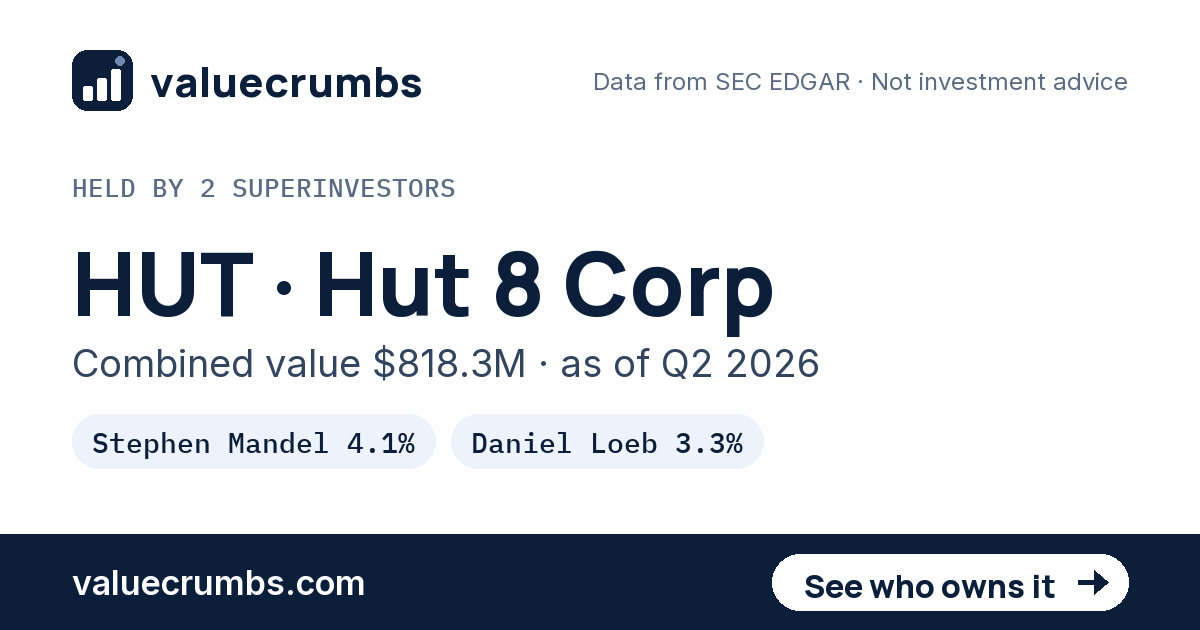 valuecrumbs
Data from SEC EDGAR · Not investment advice
HELD BY 2 SUPERINVESTORS
HUT · Hut 8 Corp
Combined value $818.3M · as of Q2 2026
Stephen Mandel 4.1%
Daniel Loeb 3.3%
valuecrumbs.com
See who owns it →